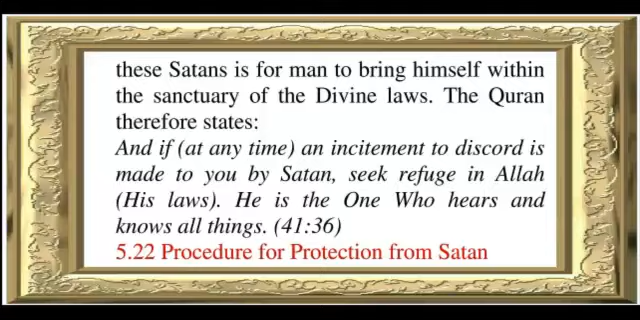 these Satans is for man to bring himself within
the sanctuary of the Divine laws. The Quran
therefore states:
And if (at any time) an incitement to discord is
made to you by Satan, seek refuge in Allah
(His laws). He is the One Who hears and
knows all things. (41:36)
5.22 Procedure for Protection from Satan